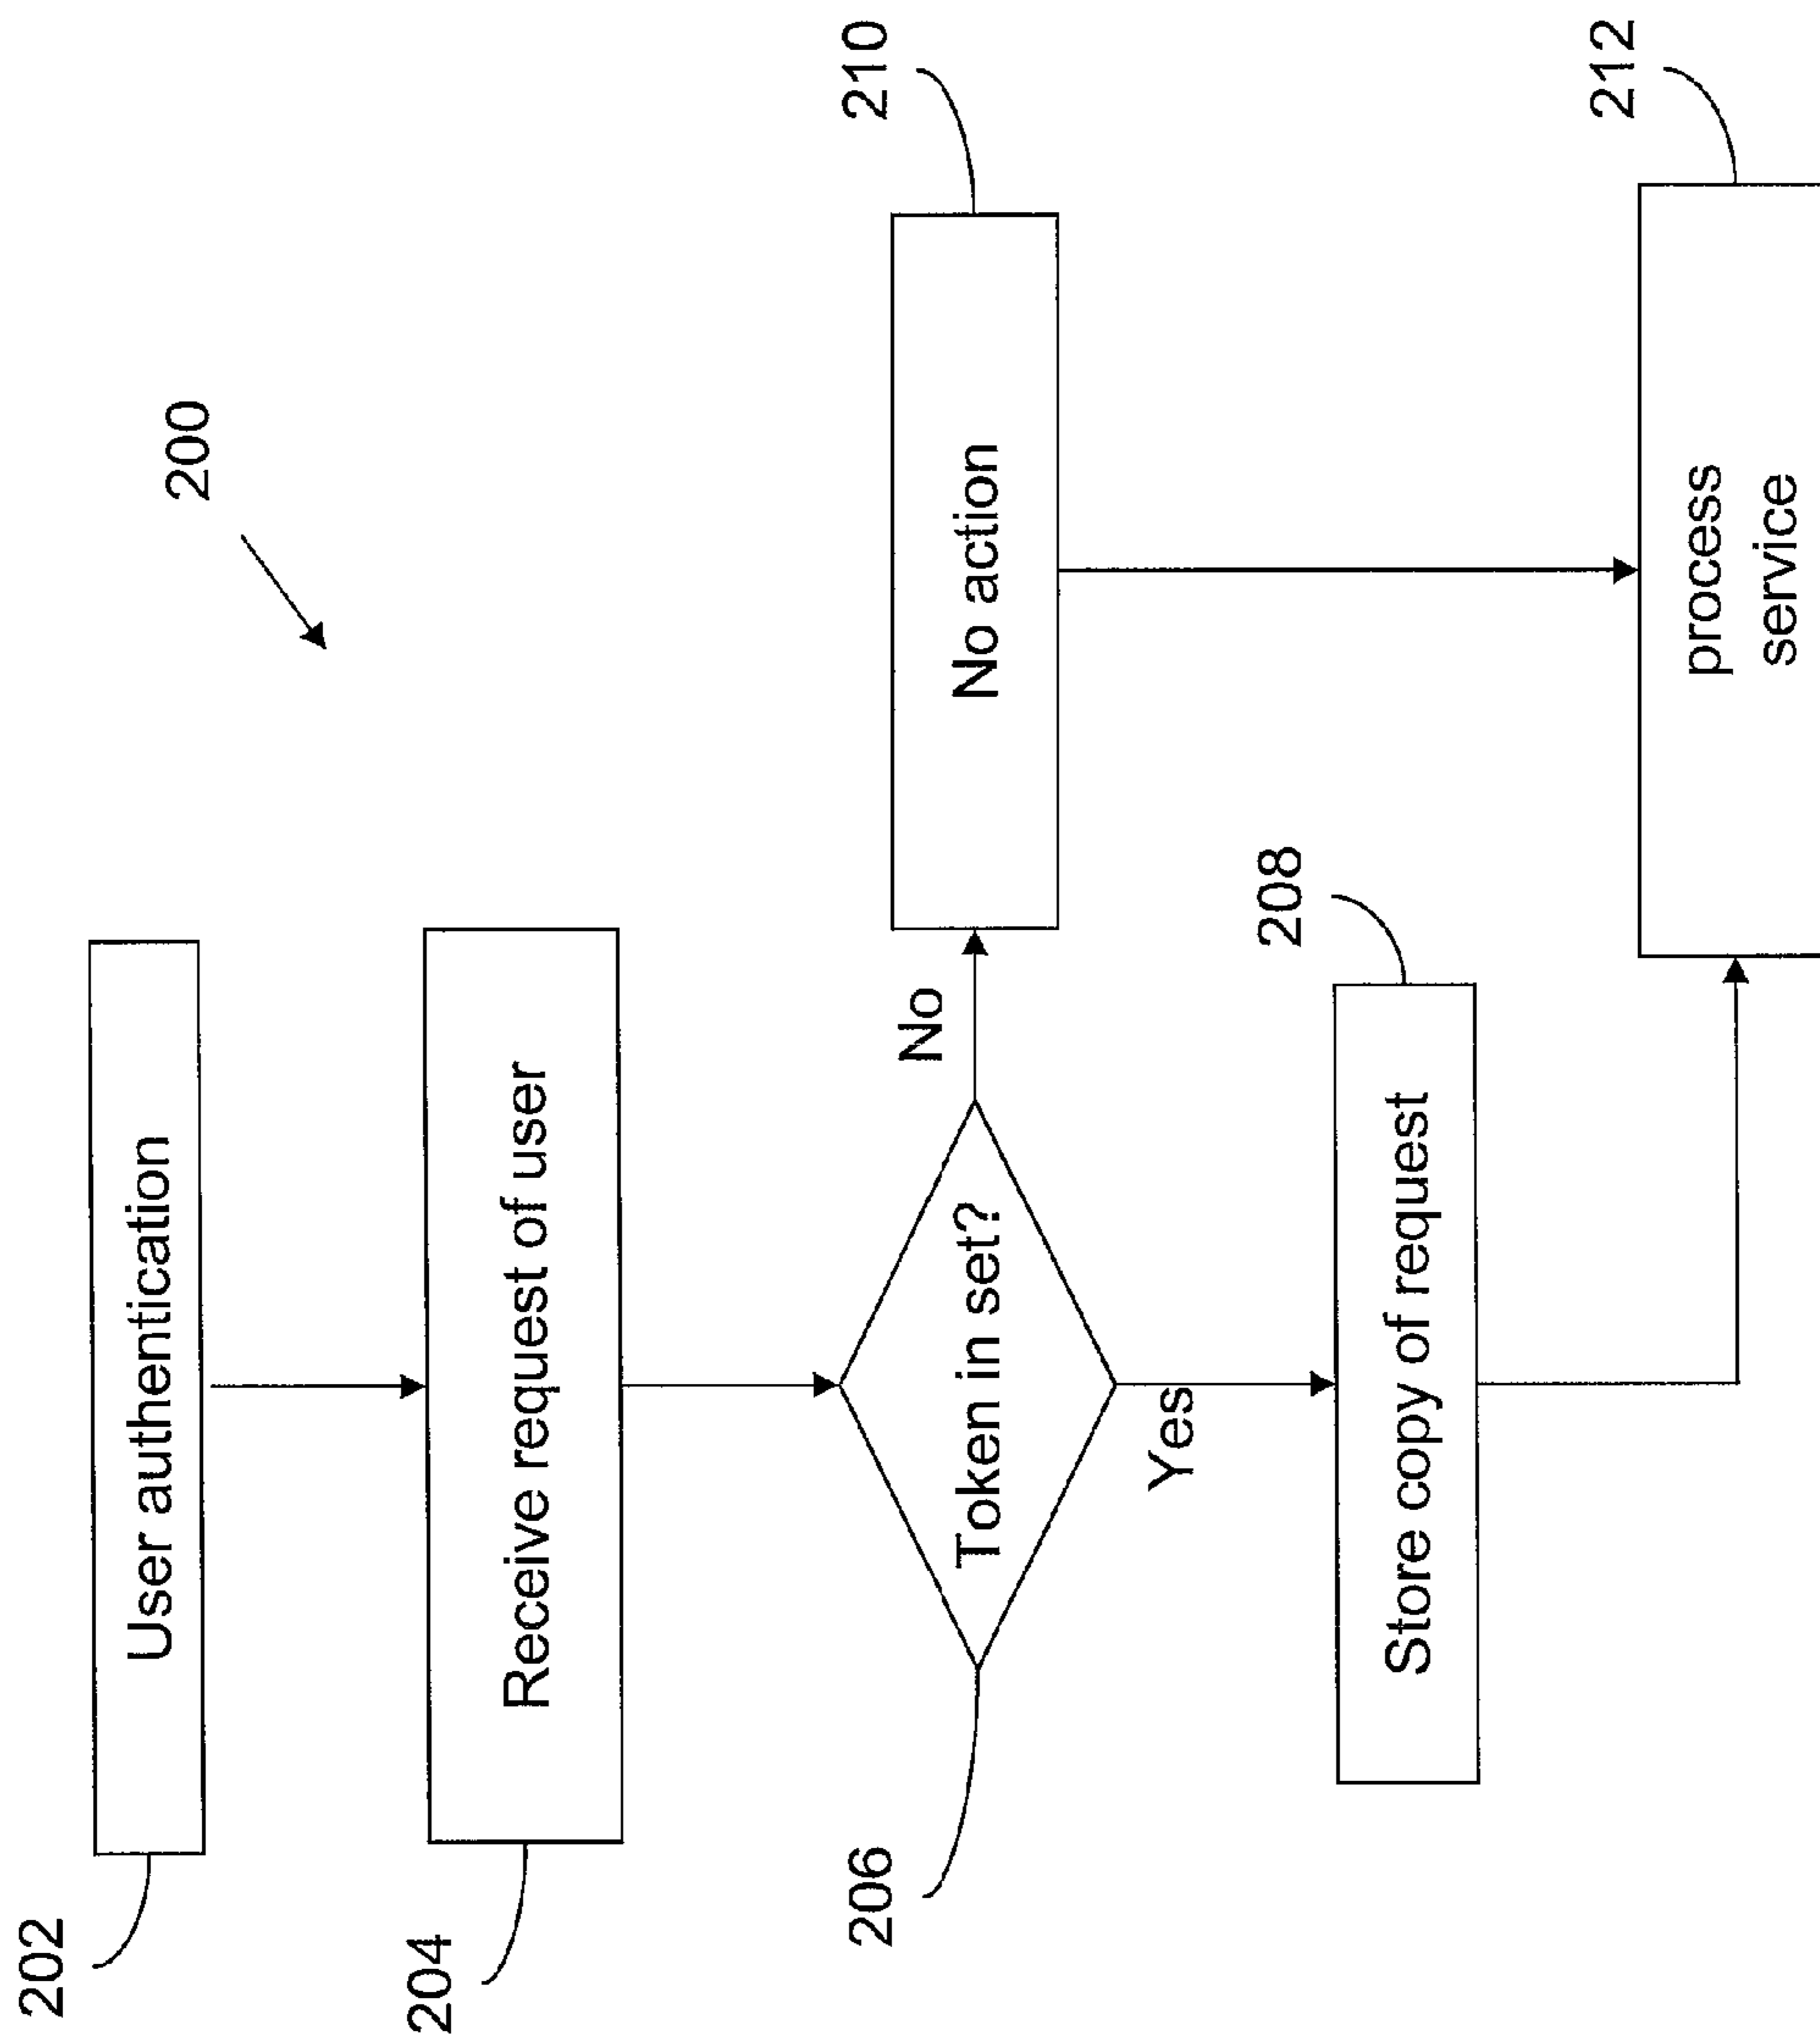 200
202
User authentication
204
Receive request of user
206
Token in set?
No
210
No action
Yes
208
Store copy of request
212
process
service